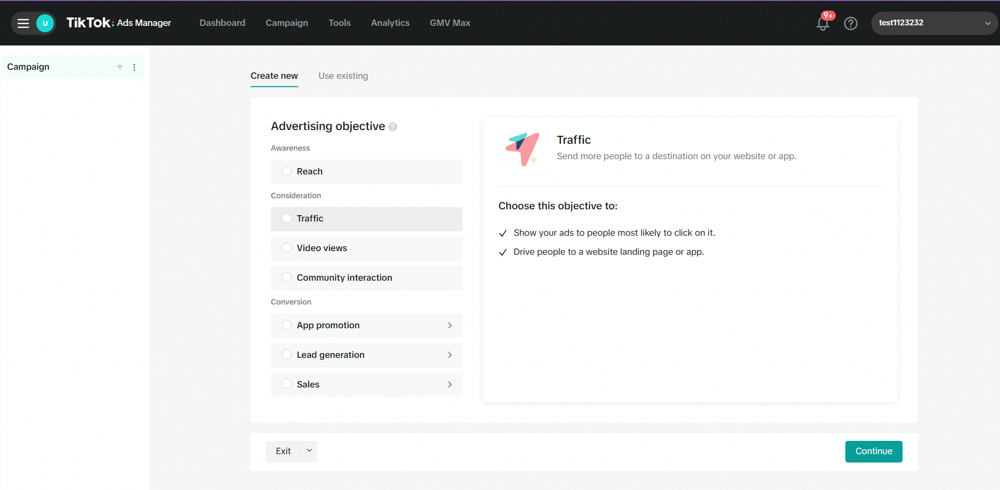 U
TikTok: Ads Manager
Dashboard
Campaign
Tools
Analytics
GMV Max
9+
test1123232
Campaign
Create new
Use existing
Advertising objective
Awareness
Reach
Consideration
Traffic
Video views
Community interaction
Conversion
App promotion
Lead generation
Sales
Traffic
Send more people to a destination on your website or app.
Choose this objective to:
Show your ads to people most likely to click on it.
Drive people to a website landing page or app.
Exit
Continue